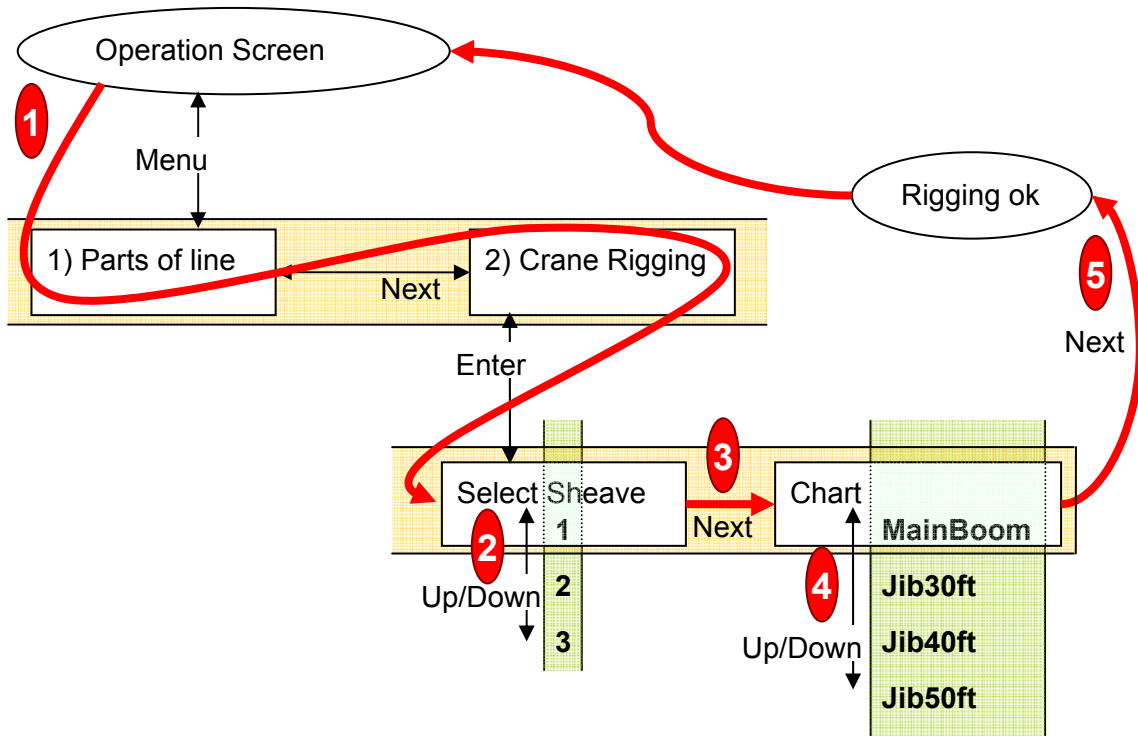 Operation Screen
1
Menu
Rigging ok
1) Parts of line
Next
2) Crane Rigging
5
Next
Enter
3
Select Sheave
1
Next
Chart
MainBoom
2
4
Up/Down
2
3
Up/Down
Jib30ft
Jib40ft
Jib50ft